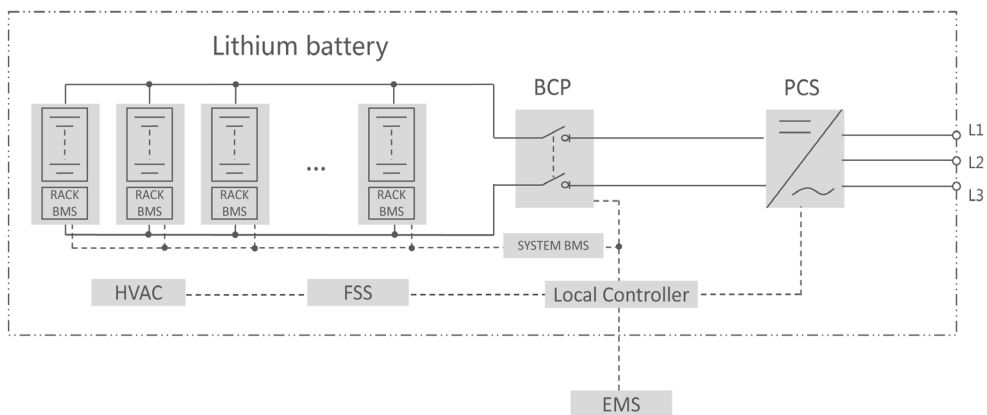 Lithium battery
BCP
PCS
L1
L2
L3
...
RACK
BMS
RACK
BMS
RACK
BMS
RACK
BMS
SYSTEM BMS
HVAC
FSS
Local Controller
EMS